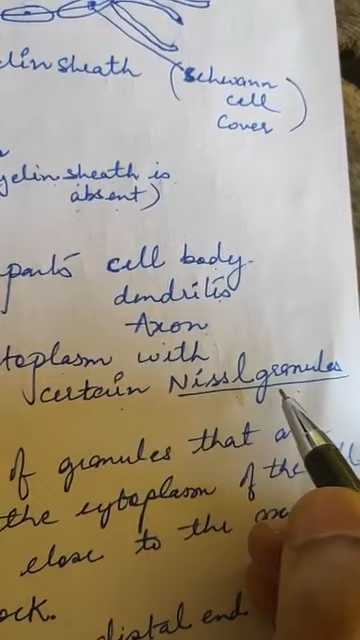 elin sheath (Schwann
cell
cover)
yelin sheath is
absent)
parts cell body
dendritis
Axon
toplasm with
certain Nissl granules
of granules that
the cytoplasm of the
close to the
ock.
distal end